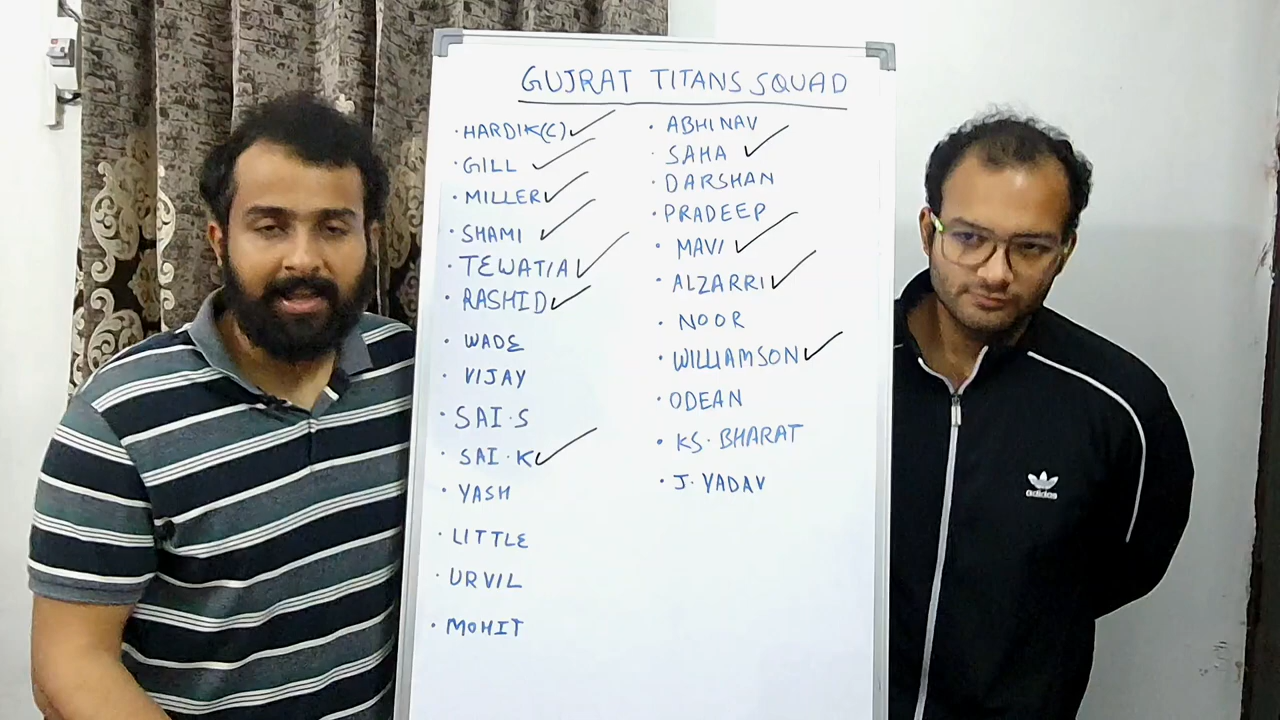 GUJRAT TITANS SQUAD
· HARDIK(C) ✓
· GILL ✓
· MILLER ✓
· SHAMI ✓
· TEWATIA ✓
· RASHID ✓
· WADE
· VIJAY
· SAI·S
· SAI·K ✓
· YASH
· LITTLE
· URVIL
· MOHIT
· ABHINAV
· SAHA ✓
· DARSHAN
· PRADEEP
· MAVI ✓
· ALZARRI ✓
· NOOR
· WILLIAMSON ✓
· ODEAN
· KS·BHARAT
· J·YADAV
adidas